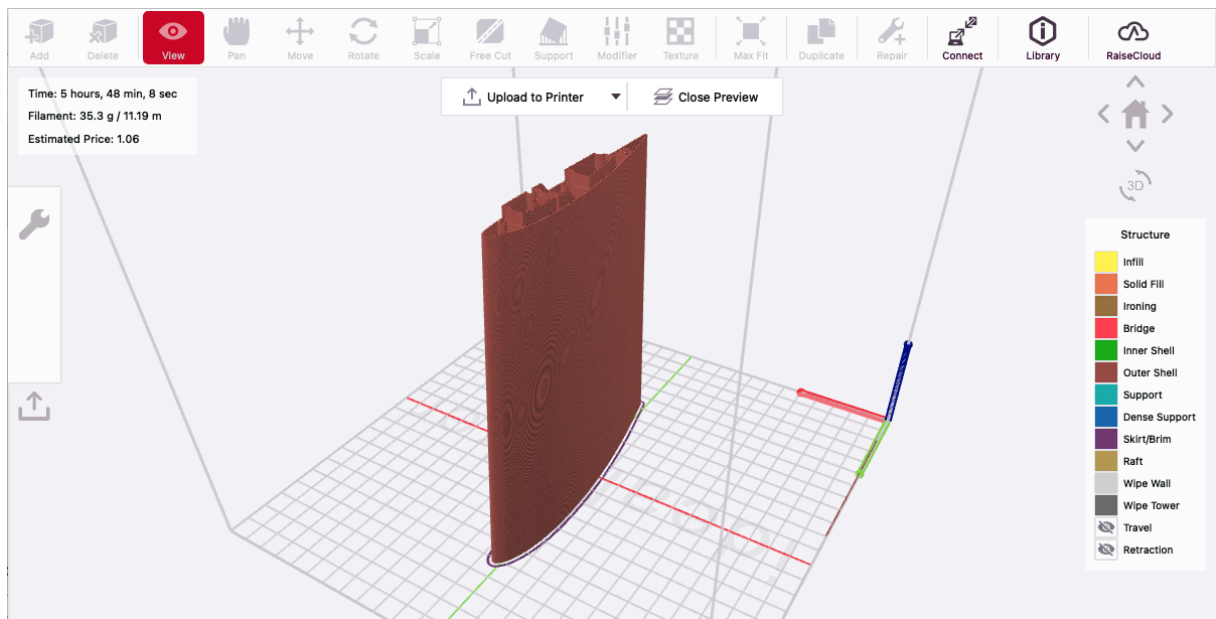 Add
Delete
View
Pan
Move
Rotate
Scale
Free Cut
Support
Modifier
Texture
Max Fit
Duplicate
Repair
Connect
Library
RaiseCloud
Time: 5 hours, 48 min, 8 sec
Filament: 35.3 g / 11.19 m
Estimated Price: 1.06
Upload to Printer
Close Preview
3D
Structure
Infill
Solid Fill
Ironing
Bridge
Inner Shell
Outer Shell
Support
Dense Support
Skirt/Brim
Raft
Wipe Wall
Wipe Tower
Travel
Retraction